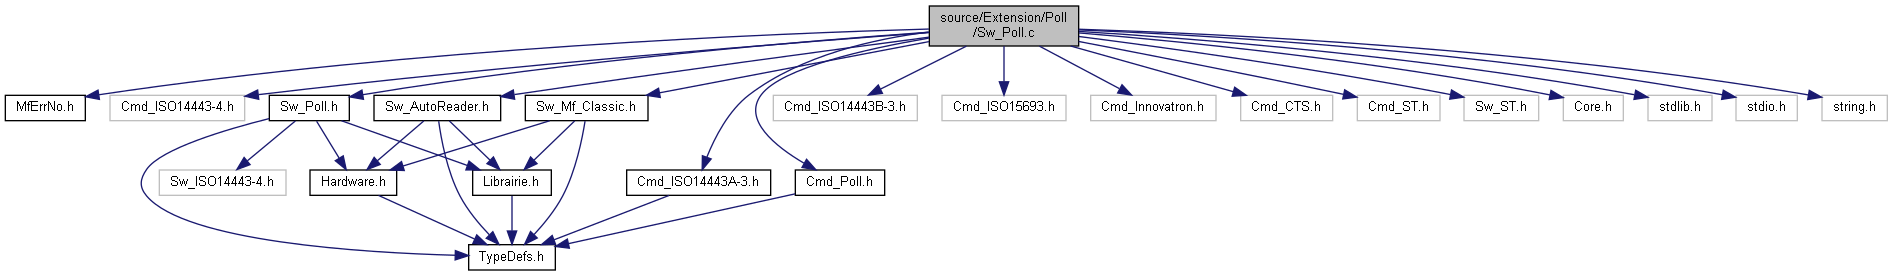 source/Extension/Poll
/Sw_Poll.c
MfErrNo.h
Cmd_ISO14443-4.h
Sw_Poll.h
Sw_AutoReader.h
Sw_Mf_Classic.h
Cmd_ISO14443B-3.h
Cmd_ISO15693.h
Cmd_Innovatron.h
Cmd_CTS.h
Cmd_ST.h
Sw_ST.h
Core.h
stdlib.h
stdio.h
string.h
Sw_ISO14443-4.h
Hardware.h
Librairie.h
Cmd_ISO14443A-3.h
Cmd_Poll.h
TypeDefs.h